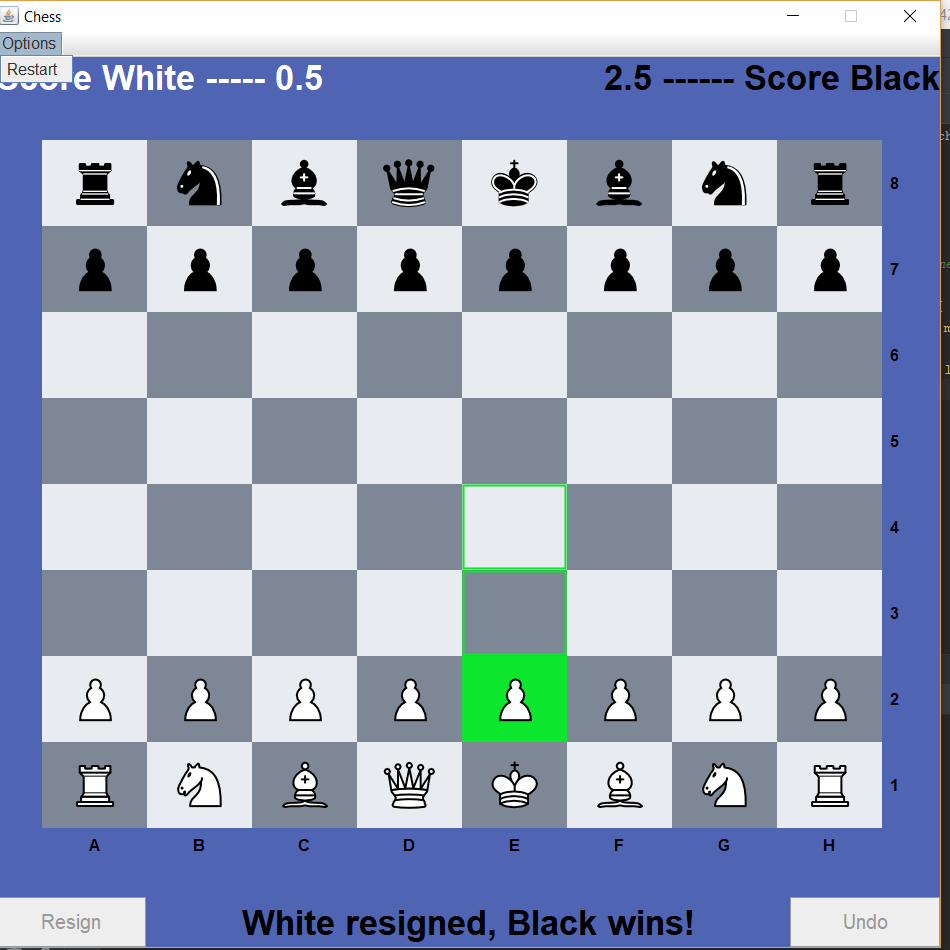 Chess
Options
Restart
Score White ----- 0.5
2.5 ------ Score Black
8
7
6
5
4
3
2
1
A B C D E F G H
Resign
White resigned, Black wins!
Undo